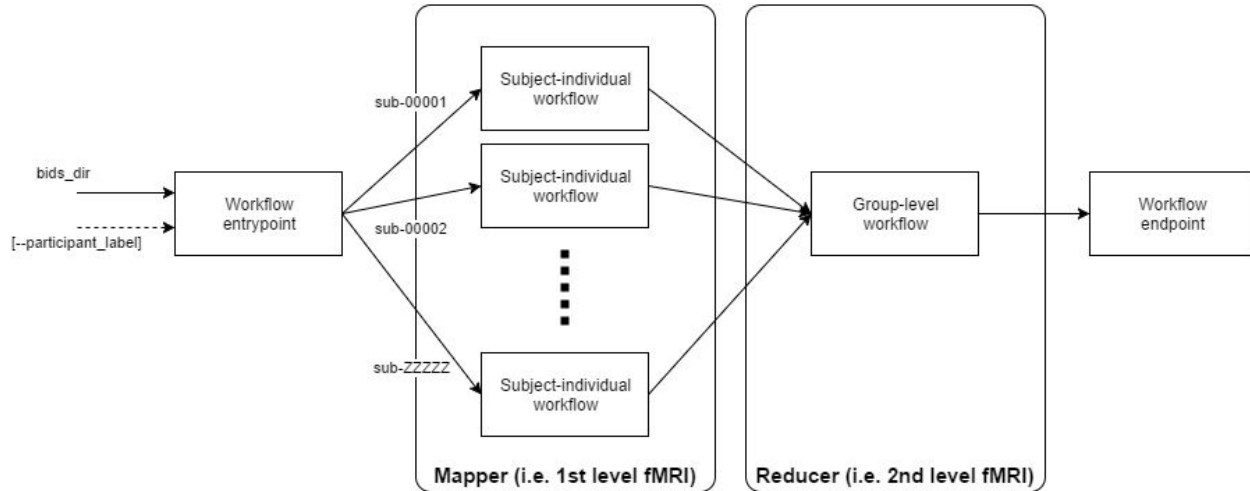 bids_dir
[--participant_label]
Workflow
entrypoint
sub-00001
sub-00002
sub-ZZZZZ
Subject-individual
workflow
Subject-individual
workflow
Subject-individual
workflow
Mapper (i.e. 1st level fMRI)
Group-level
workflow
Reducer (i.e. 2nd level fMRI)
Workflow
endpoint